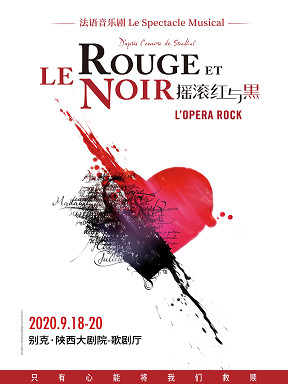 法语音乐剧 Le Spectacle Musical
D'après l'oeuvre de Stendhal
LE ROUGE ET
NOIR 摇滚红与黑
L'OPERA ROCK
2020.9.18-20
别克·陕西大剧院-歌剧厅
只有心能将我们救赎